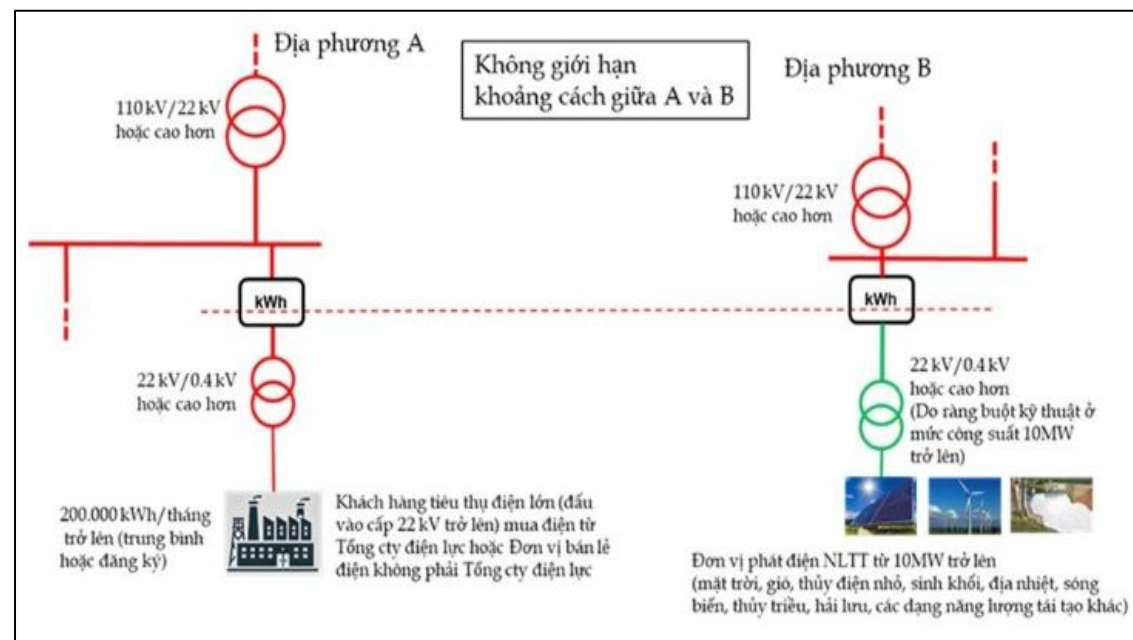 Địa phương A
Không giới hạn
khoảng cách giữa A và B
Địa phương B
110 kV/22 kV
hoặc cao hơn
110 kV/22 kV
hoặc cao hơn
kWh
kWh
22 kV/0.4 kV
hoặc cao hơn
22 kV/0.4 kV
hoặc cao hơn
(Do ràng buột kỹ thuật ở
mức công suất 10MW
trở lên)
200.000 kWh/tháng
trở lên (trung bình
hoặc đăng ký)
Khách hàng tiêu thụ điện lớn (đấu
vào cấp 22 kV trở lên) mua điện từ
Tổng cty điện lực hoặc Đơn vị bán lẻ
điện không phải Tổng cty điện lực
Đơn vị phát điện NLTT từ 10MW trở lên
(mặt trời, gió, thủy điện nhỏ, sinh khối, địa nhiệt, sóng
biển, thủy triều, hải lưu, các dạng năng lượng tái tạo khác)